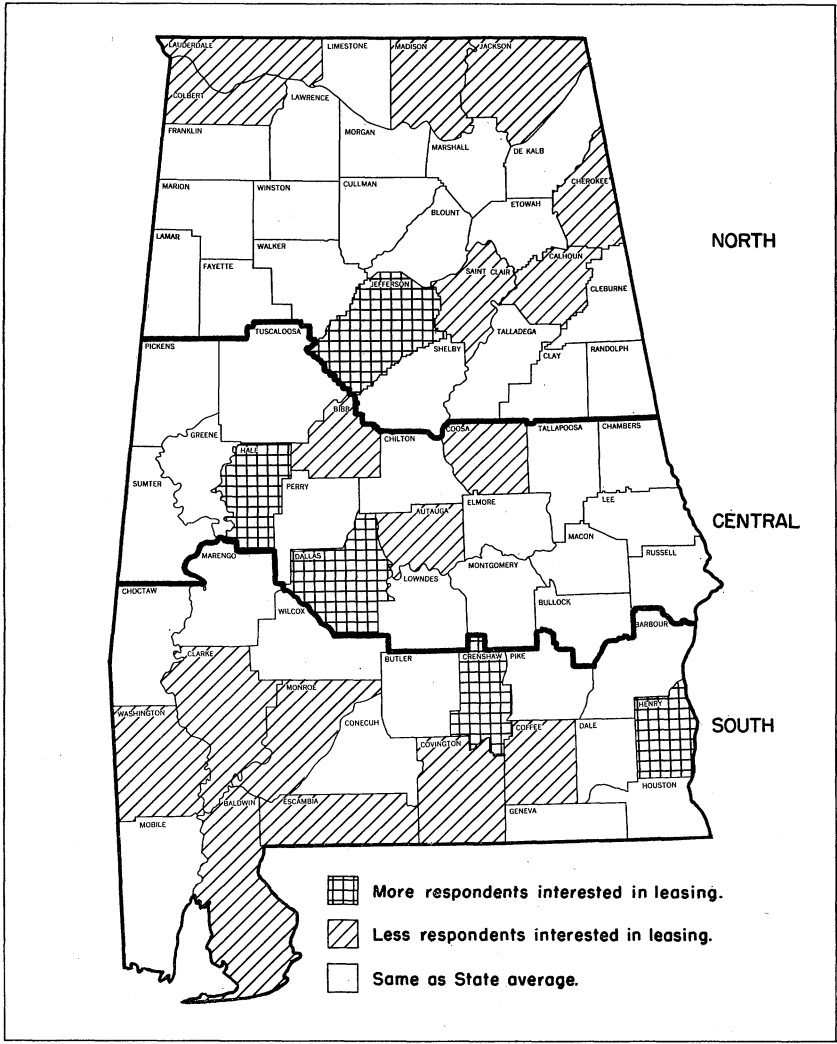 LAUDERDALE
LIMESTONE
MADISON
JACKSON
COLBERT
LAWRENCE
FRANKLIN
MORGAN
MARSHALL
DE KALB
MARION
WINSTON
CULLMAN
CHEROKEE
BLOUNT
ETOWAH
LAMAR
FAYETTE
WALKER
NORTH
SAINT CLAIR
CALHOUN
JEFFERSON
CLEBURNE
TUSCALOOSA
TALLADEGA
PICKENS
SHELBY
CLAY
RANDOLPH
BIBB
GREENE
CHILTON
COOSA
TALLAPOOSA
CHAMBERS
HALE
SUMTER
PERRY
ELMORE
LEE
AUTAUGA
CENTRAL
MACON
MARENGO
DALLAS
RUSSELL
LOWNDES
MONTGOMERY
CHOCTAW
BULLOCK
WILCOX
BARBOUR
CLARKE
BUTLER
CRENSHAW
PIKE
MONROE
HENRY
WASHINGTON
CONECUH
COFFEE
DALE
SOUTH
COVINGTON
HOUSTON
BALDWIN
ESCAMBIA
GENEVA
MOBILE
More respondents interested in leasing.
Less respondents interested in leasing.
Same as State average.